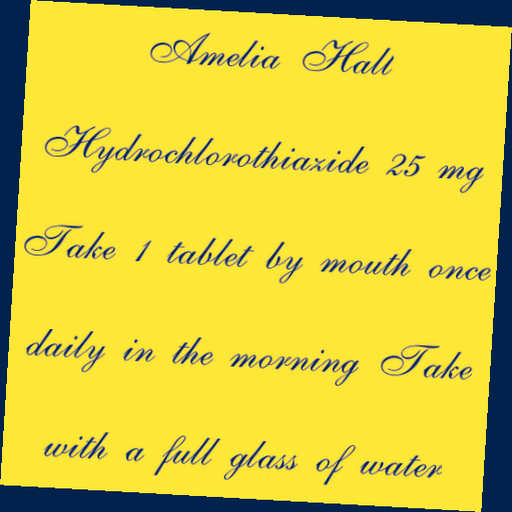 Amelia Halt
Hydrochlorothiazide 25 mg
Take 1 tablet by mouth once
daily in the morning Take
with a full glass of water